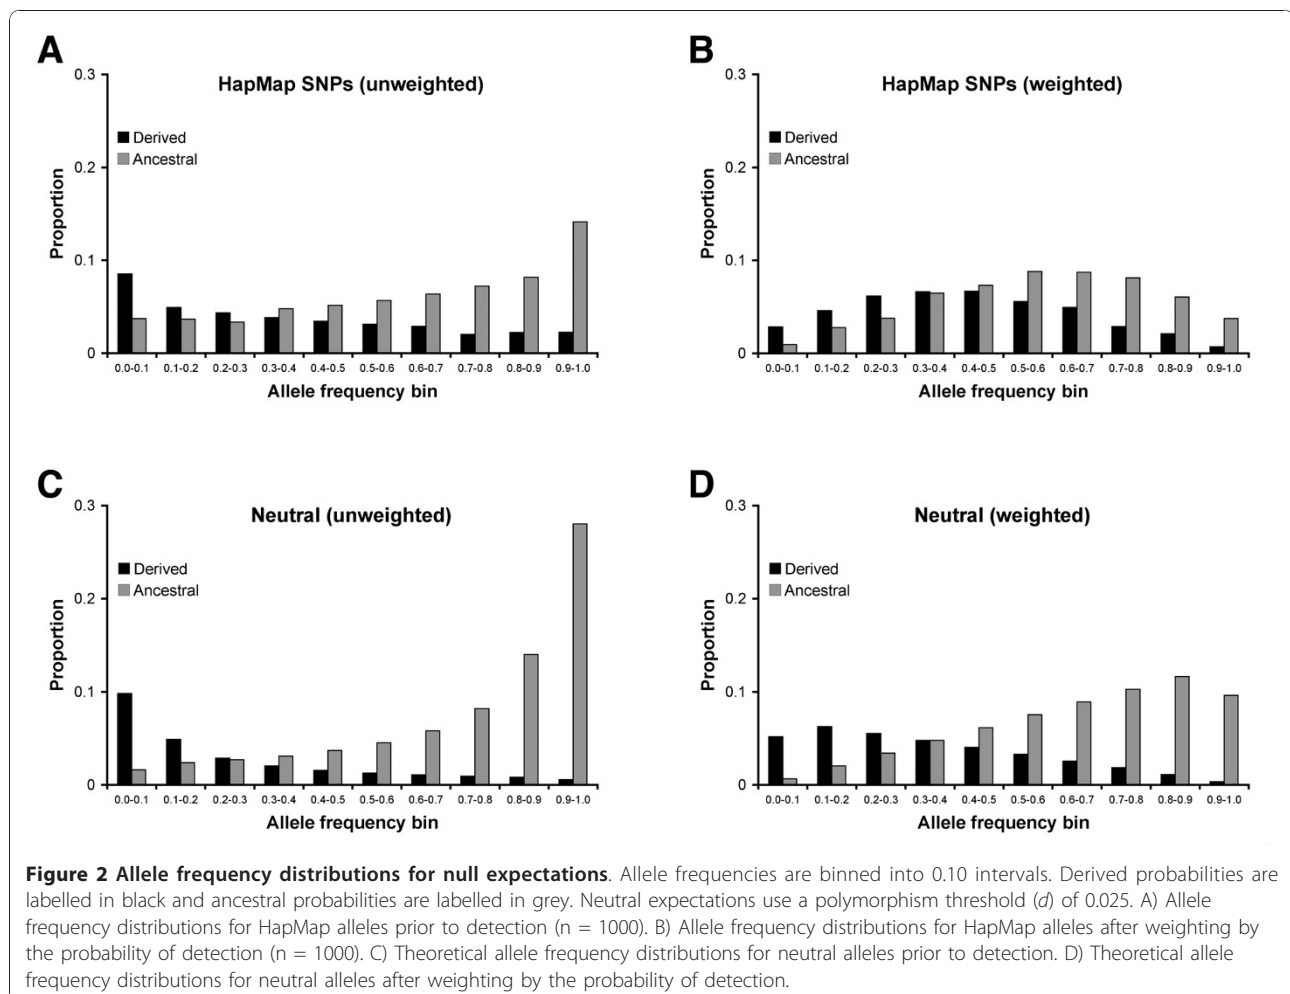 A
HapMap SNPs (unweighted)
0.3
0.2
0.1
0
Proportion
Derived
Ancestral
0.0-0.1 0.1-0.2 0.2-0.3 0.3-0.4 0.4-0.5 0.5-0.6 0.6-0.7 0.7-0.8 0.8-0.9 0.9-1.0
Allele frequency bin
B
HapMap SNPs (weighted)
0.3
0.2
0.1
0
Proportion
Derived
Ancestral
0.0-0.1 0.1-0.2 0.2-0.3 0.3-0.4 0.4-0.5 0.5-0.6 0.6-0.7 0.7-0.8 0.8-0.9 0.9-1.0
Allele frequency bin
C
Neutral (unweighted)
0.3
0.2
0.1
0
Proportion
Derived
Ancestral
0.0-0.1 0.1-0.2 0.2-0.3 0.3-0.4 0.4-0.5 0.5-0.6 0.6-0.7 0.7-0.8 0.8-0.9 0.9-1.0
Allele frequency bin
D
Neutral (weighted)
0.3
0.2
0.1
0
Proportion
Derived
Ancestral
0.0-0.1 0.1-0.2 0.2-0.3 0.3-0.4 0.4-0.5 0.5-0.6 0.6-0.7 0.7-0.8 0.8-0.9 0.9-1.0
Allele frequency bin
Figure 2 Allele frequency distributions for null expectations. Allele frequencies are binned into 0.10 intervals. Derived probabilities are
labelled in black and ancestral probabilities are labelled in grey. Neutral expectations use a polymorphism threshold (d) of 0.025. A) Allele
frequency distributions for HapMap alleles prior to detection (n = 1000). B) Allele frequency distributions for HapMap alleles after weighting by
the probability of detection (n = 1000). C) Theoretical allele frequency distributions for neutral alleles prior to detection. D) Theoretical allele
frequency distributions for neutral alleles after weighting by the probability of detection.